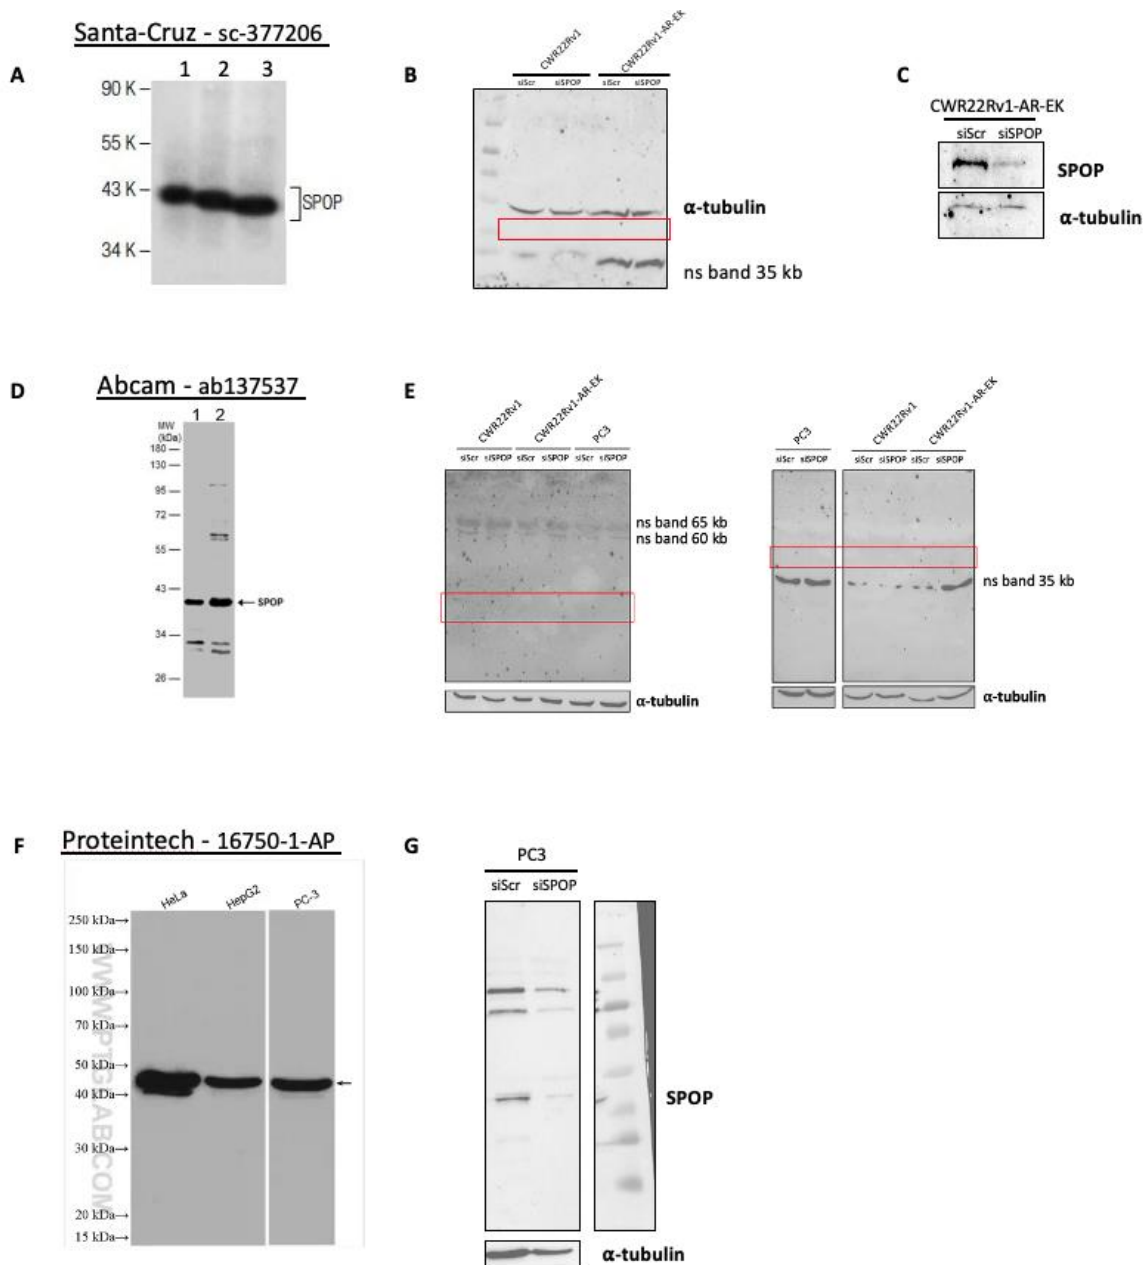 Santa-Cruz - sc-377206
A
1 2 3
90 K
55 K
43 K
34 K
SPOP
B
CWR22Rv1
CWR22Rv1-AR-EK
siScr siSPOP siScr siSPOP
α-tubulin
ns band 35 kb
C
CWR22Rv1-AR-EK
siScr siSPOP
SPOP
α-tubulin
D
Abcam - ab137537
1 2
MW
(kDa)
180
130
95
72
55
43
34
26
SPOP
E
CWR22Rv1
CWR22Rv1-AR-EK
PC3
siScr siSPOP siScr siSPOP siScr siSPOP
ns band 65 kb
ns band 60 kb
α-tubulin
PC3
CWR22Rv1
CWR22Rv1-AR-EK
siScr siSPOP siScr siSPOP siScr siSPOP
ns band 35 kb
α-tubulin
F
Proteintech - 16750-1-AP
HeLa
HepG2
PC-3
250 kDa→
150 kDa→
100 kDa→
70 kDa→
50 kDa→
40 kDa→
30 kDa→
20 kDa→
15 kDa→
WWW.PTGLAB.COM
G
PC3
siScr siSPOP
SPOP
α-tubulin